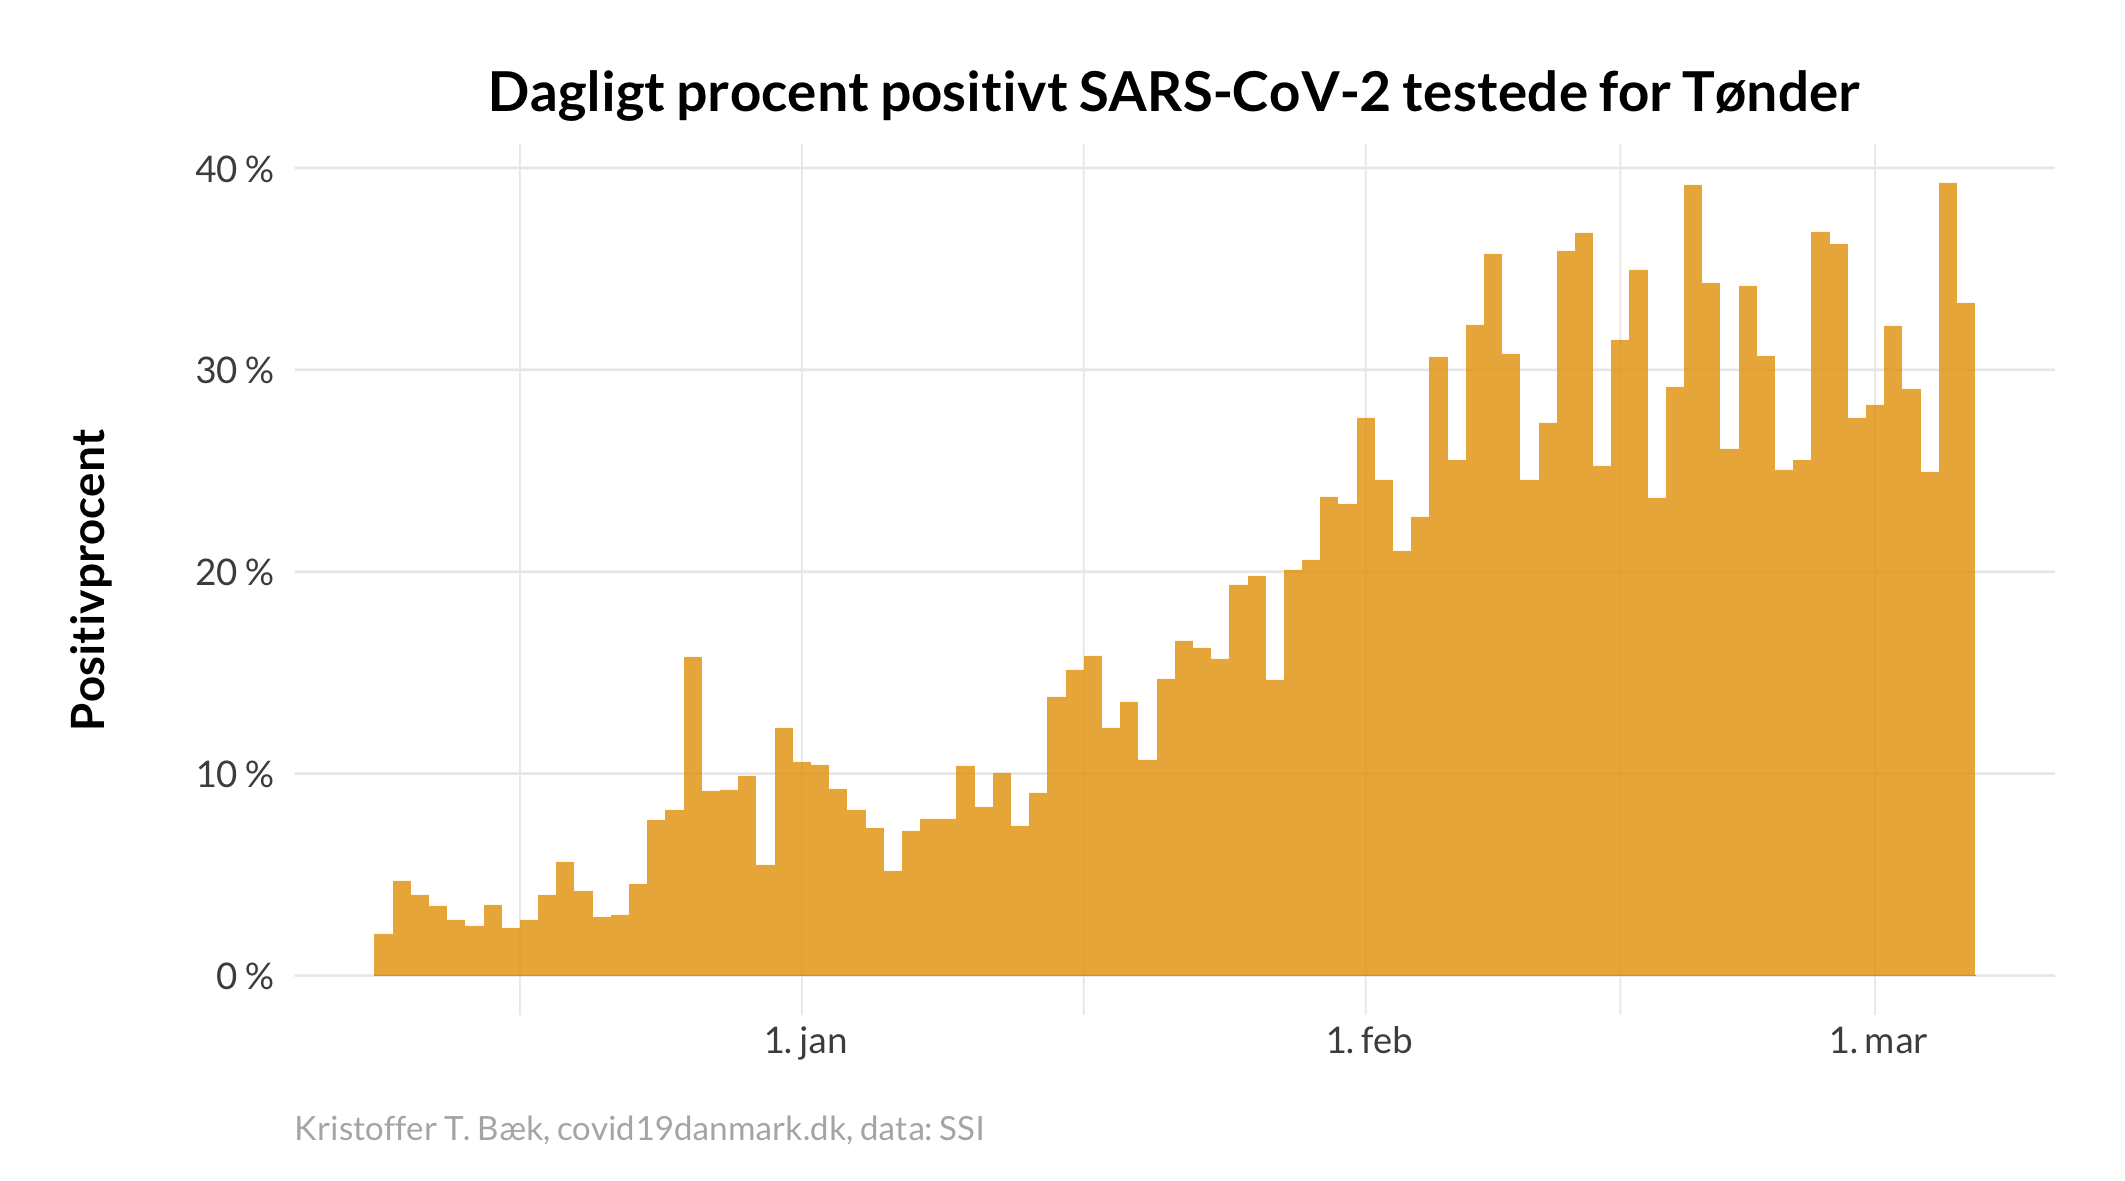 Dagligt procent positivt SARS-CoV-2 testede for Tønder
Positivprocent
40 %
30 %
20 %
10 %
0 %
1. jan
1. feb
1. mar
Kristoffer T. Bæk, covid19danmark.dk, data: SSI